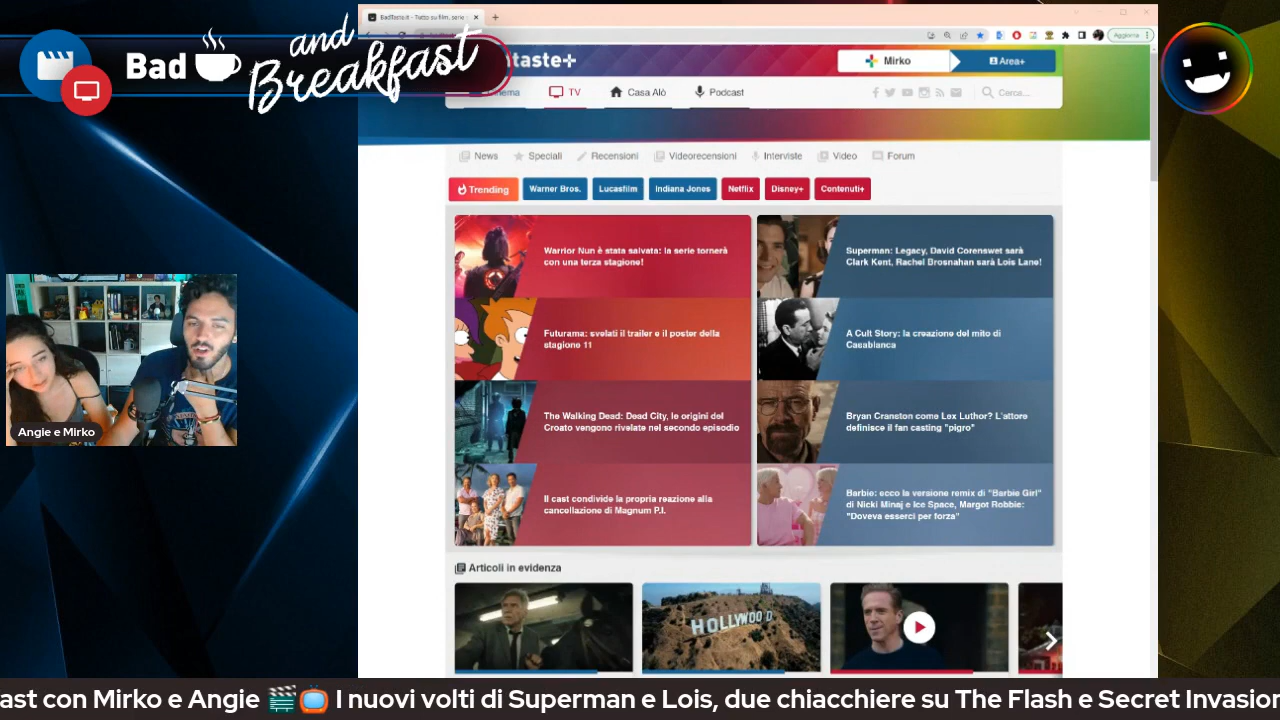 BadTaste.it - Tutto su film, serie
Aggiorna
Bad and Breakfast
taste+
Mirko
Area+
TV
Casa Alò
Podcast
Cerca...
News
Speciali
Recensioni
Videorecensioni
Interviste
Video
Forum
Trending
Warner Bros.
Lucasfilm
Indiana Jones
Netflix
Disney+
Contenuti+
Warrior Nun è stata salvata: la serie tornerà
con una terza stagione!
Superman: Legacy, David Corenswet sarà
Clark Kent, Rachel Brosnahan sarà Lois Lane!
Futurama: svelati il trailer e il poster della
stagione 11
A Cult Story: la creazione del mito di
Casablanca
The Walking Dead: Dead City, le origini del
Croato vengono rivelate nel secondo episodio
Bryan Cranston come Lex Luthor? L'attore
definisce il fan casting "pigro"
Il cast condivide la propria reazione alla
cancellazione di Magnum P.I.
Barbie: ecco la versione remix di "Barbie Girl"
di Nicki Minaj e Ice Space, Margot Robbie:
"Doveva esserci per forza"
Angie e Mirko
Articoli in evidenza
HOLLYWOOD
ast con Mirko e Angie 🎬📺 I nuovi volti di Superman e Lois, due chiacchiere su The Flash e Secret Invasion